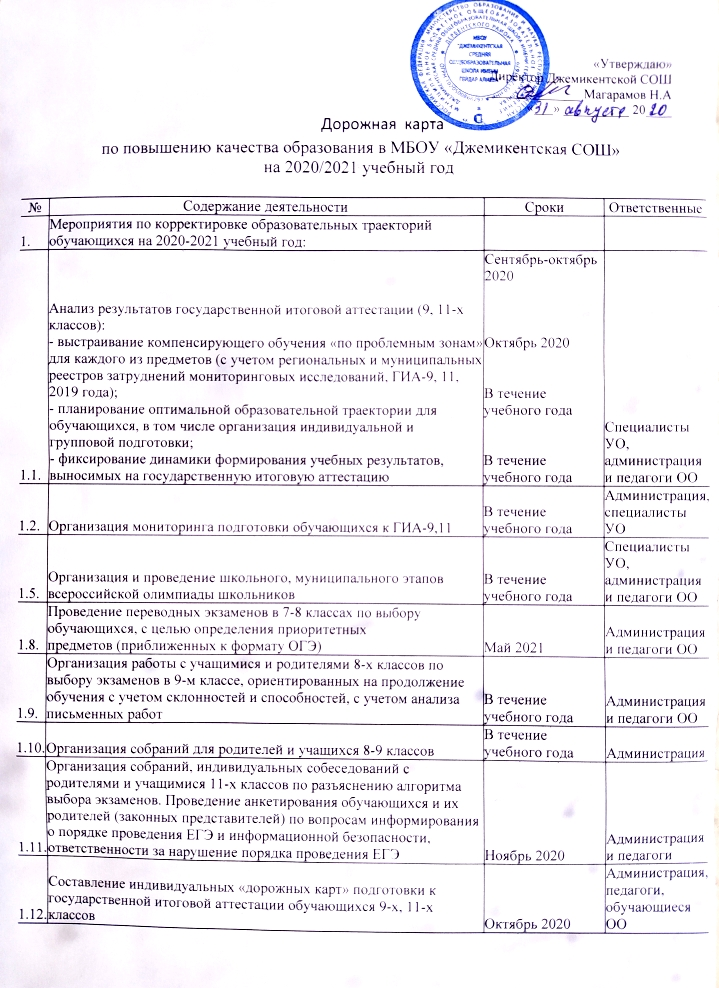 «Утверждаю»
Директор Джемикентской СОШ
Магарамов Н.А
«31» августа 2020
Дорожная карта
по повышению качества образования в МБОУ «Джемикентская СОШ»
на 2020/2021 учебный год
№ Содержание деятельности Сроки Ответственные
Мероприятия по корректировке образовательных траекторий
1. обучающихся на 2020-2021 учебный год:
Сентябрь-октябрь
2020
Анализ результатов государственной итоговой аттестации (9, 11-х
классов):
- выстраивание компенсирующего обучения «по проблемным зонам» Октябрь 2020
для каждого из предметов (с учетом региональных и муниципальных
реестров затруднений мониторинговых исследований, ГИА-9, 11,
2019 года); В течение
- планирование оптимальной образовательной траектории для учебного года
обучающихся, в том числе организация индивидуальной и Специалисты
групповой подготовки; УО,
- фиксирование динамики формирования учебных результатов, В течение администрация
1.1. выносимых на государственную итоговую аттестацию учебного года и педагоги ОО
Администрация,
В течение специалисты
1.2. Организация мониторинга подготовки обучающихся к ГИА-9,11 учебного года УО
Специалисты
УО,
Организация и проведение школьного, муниципального этапов В течение администрация
1.5. всероссийской олимпиады школьников учебного года и педагоги ОО
Проведение переводных экзаменов в 7-8 классах по выбору
обучающихся, с целью определения приоритетных Администрация
1.8. предметов (приближенных к формату ОГЭ) Май 2021 и педагоги ОО
Организация работы с учащимися и родителями 8-х классов по
выбору экзаменов в 9-м классе, ориентированных на продолжение
обучения с учетом склонностей и способностей, с учетом анализа В течение Администрация
1.9. письменных работ учебного года и педагоги ОО
В течение
1.10. Организация собраний для родителей и учащихся 8-9 классов учебного года Администрация
Организация собраний, индивидуальных собеседований с
родителями и учащимися 11-х классов по разъяснению алгоритма
выбора экзаменов. Проведение анкетирования обучающихся и их
родителей (законных представителей) по вопросам информирования
о порядке проведения ЕГЭ и информационной безопасности, Администрация
1.11. ответственности за нарушение порядка проведения ЕГЭ Ноябрь 2020 и педагоги
Администрация,
Составление индивидуальных «дорожных карт» подготовки к педагоги,
государственной итоговой аттестации обучающихся 9-х, 11-х обучающиеся
1.12. классов Октябрь 2020 ОО